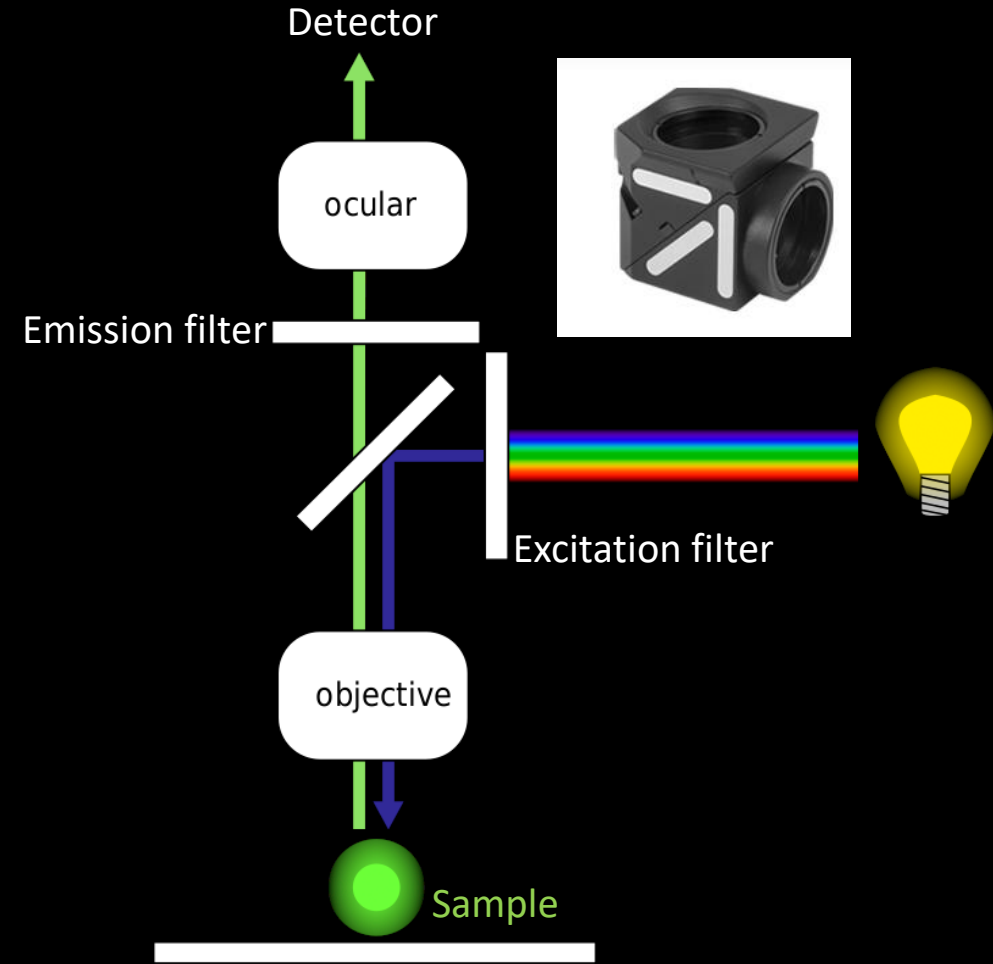 Detector
ocular
Emission filter
Excitation filter
objective
Sample